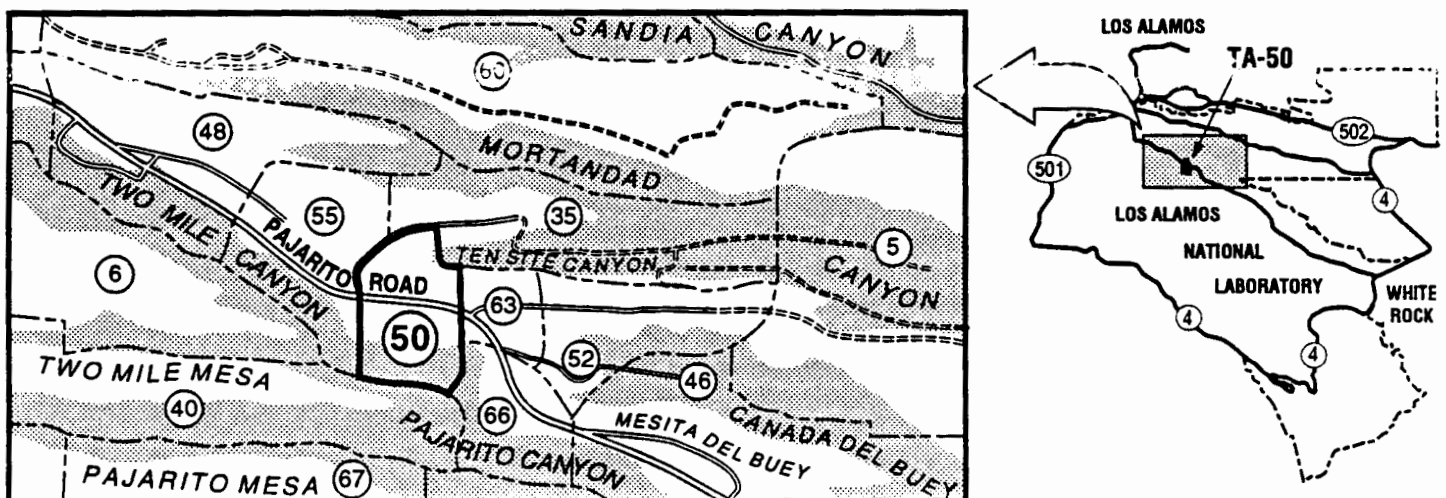 SANDIA CANYON
60
48
MORTANDAD CANYON
TWO MILE CANYON
55
35
5
PAJARITO ROAD
TEN SITE CANYON
6
63
50
52
46
TWO MILE MESA
40
66
MESITA DEL BUEY
CANADA DEL BUEY
PAJARITO CANYON
PAJARITO MESA
67
LOS ALAMOS
TA-50
502
501
4
LOS ALAMOS
NATIONAL
LABORATORY
WHITE
ROCK
4
4